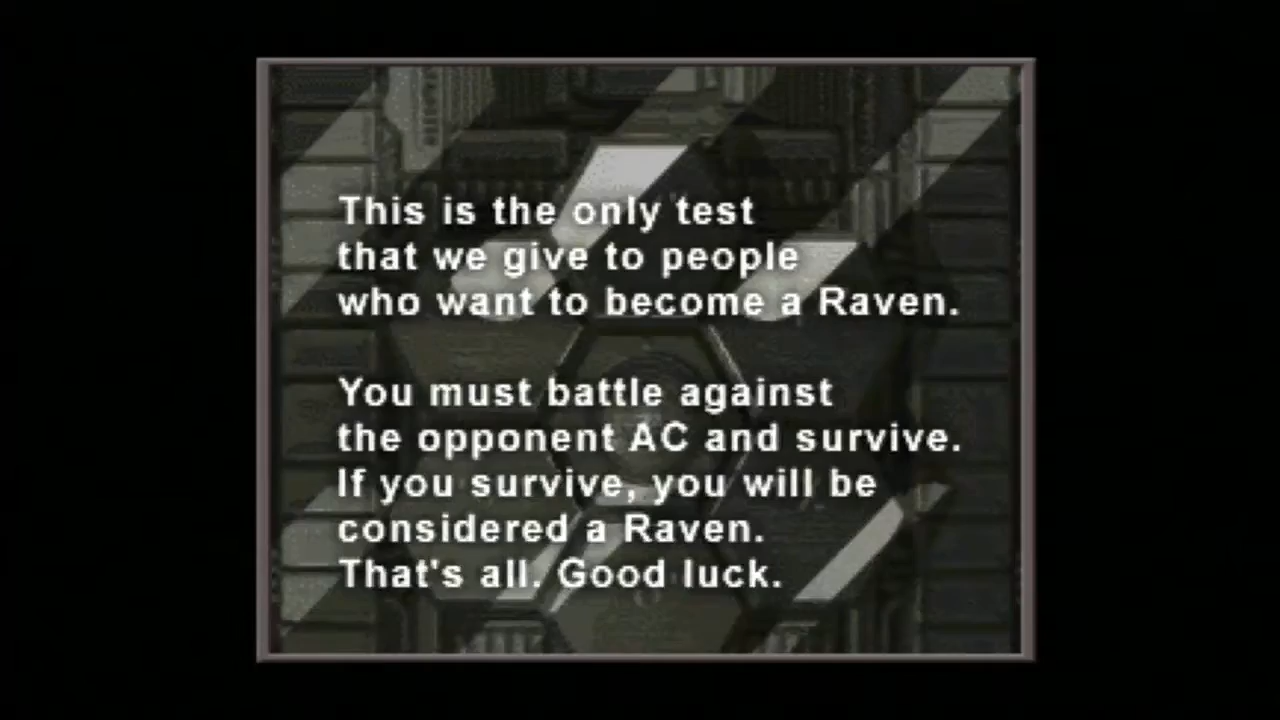 This is the only test
that we give to people
who want to become a Raven.
You must battle against
the opponent AC and survive.
If you survive, you will be
considered a Raven.
That's all. Good luck.